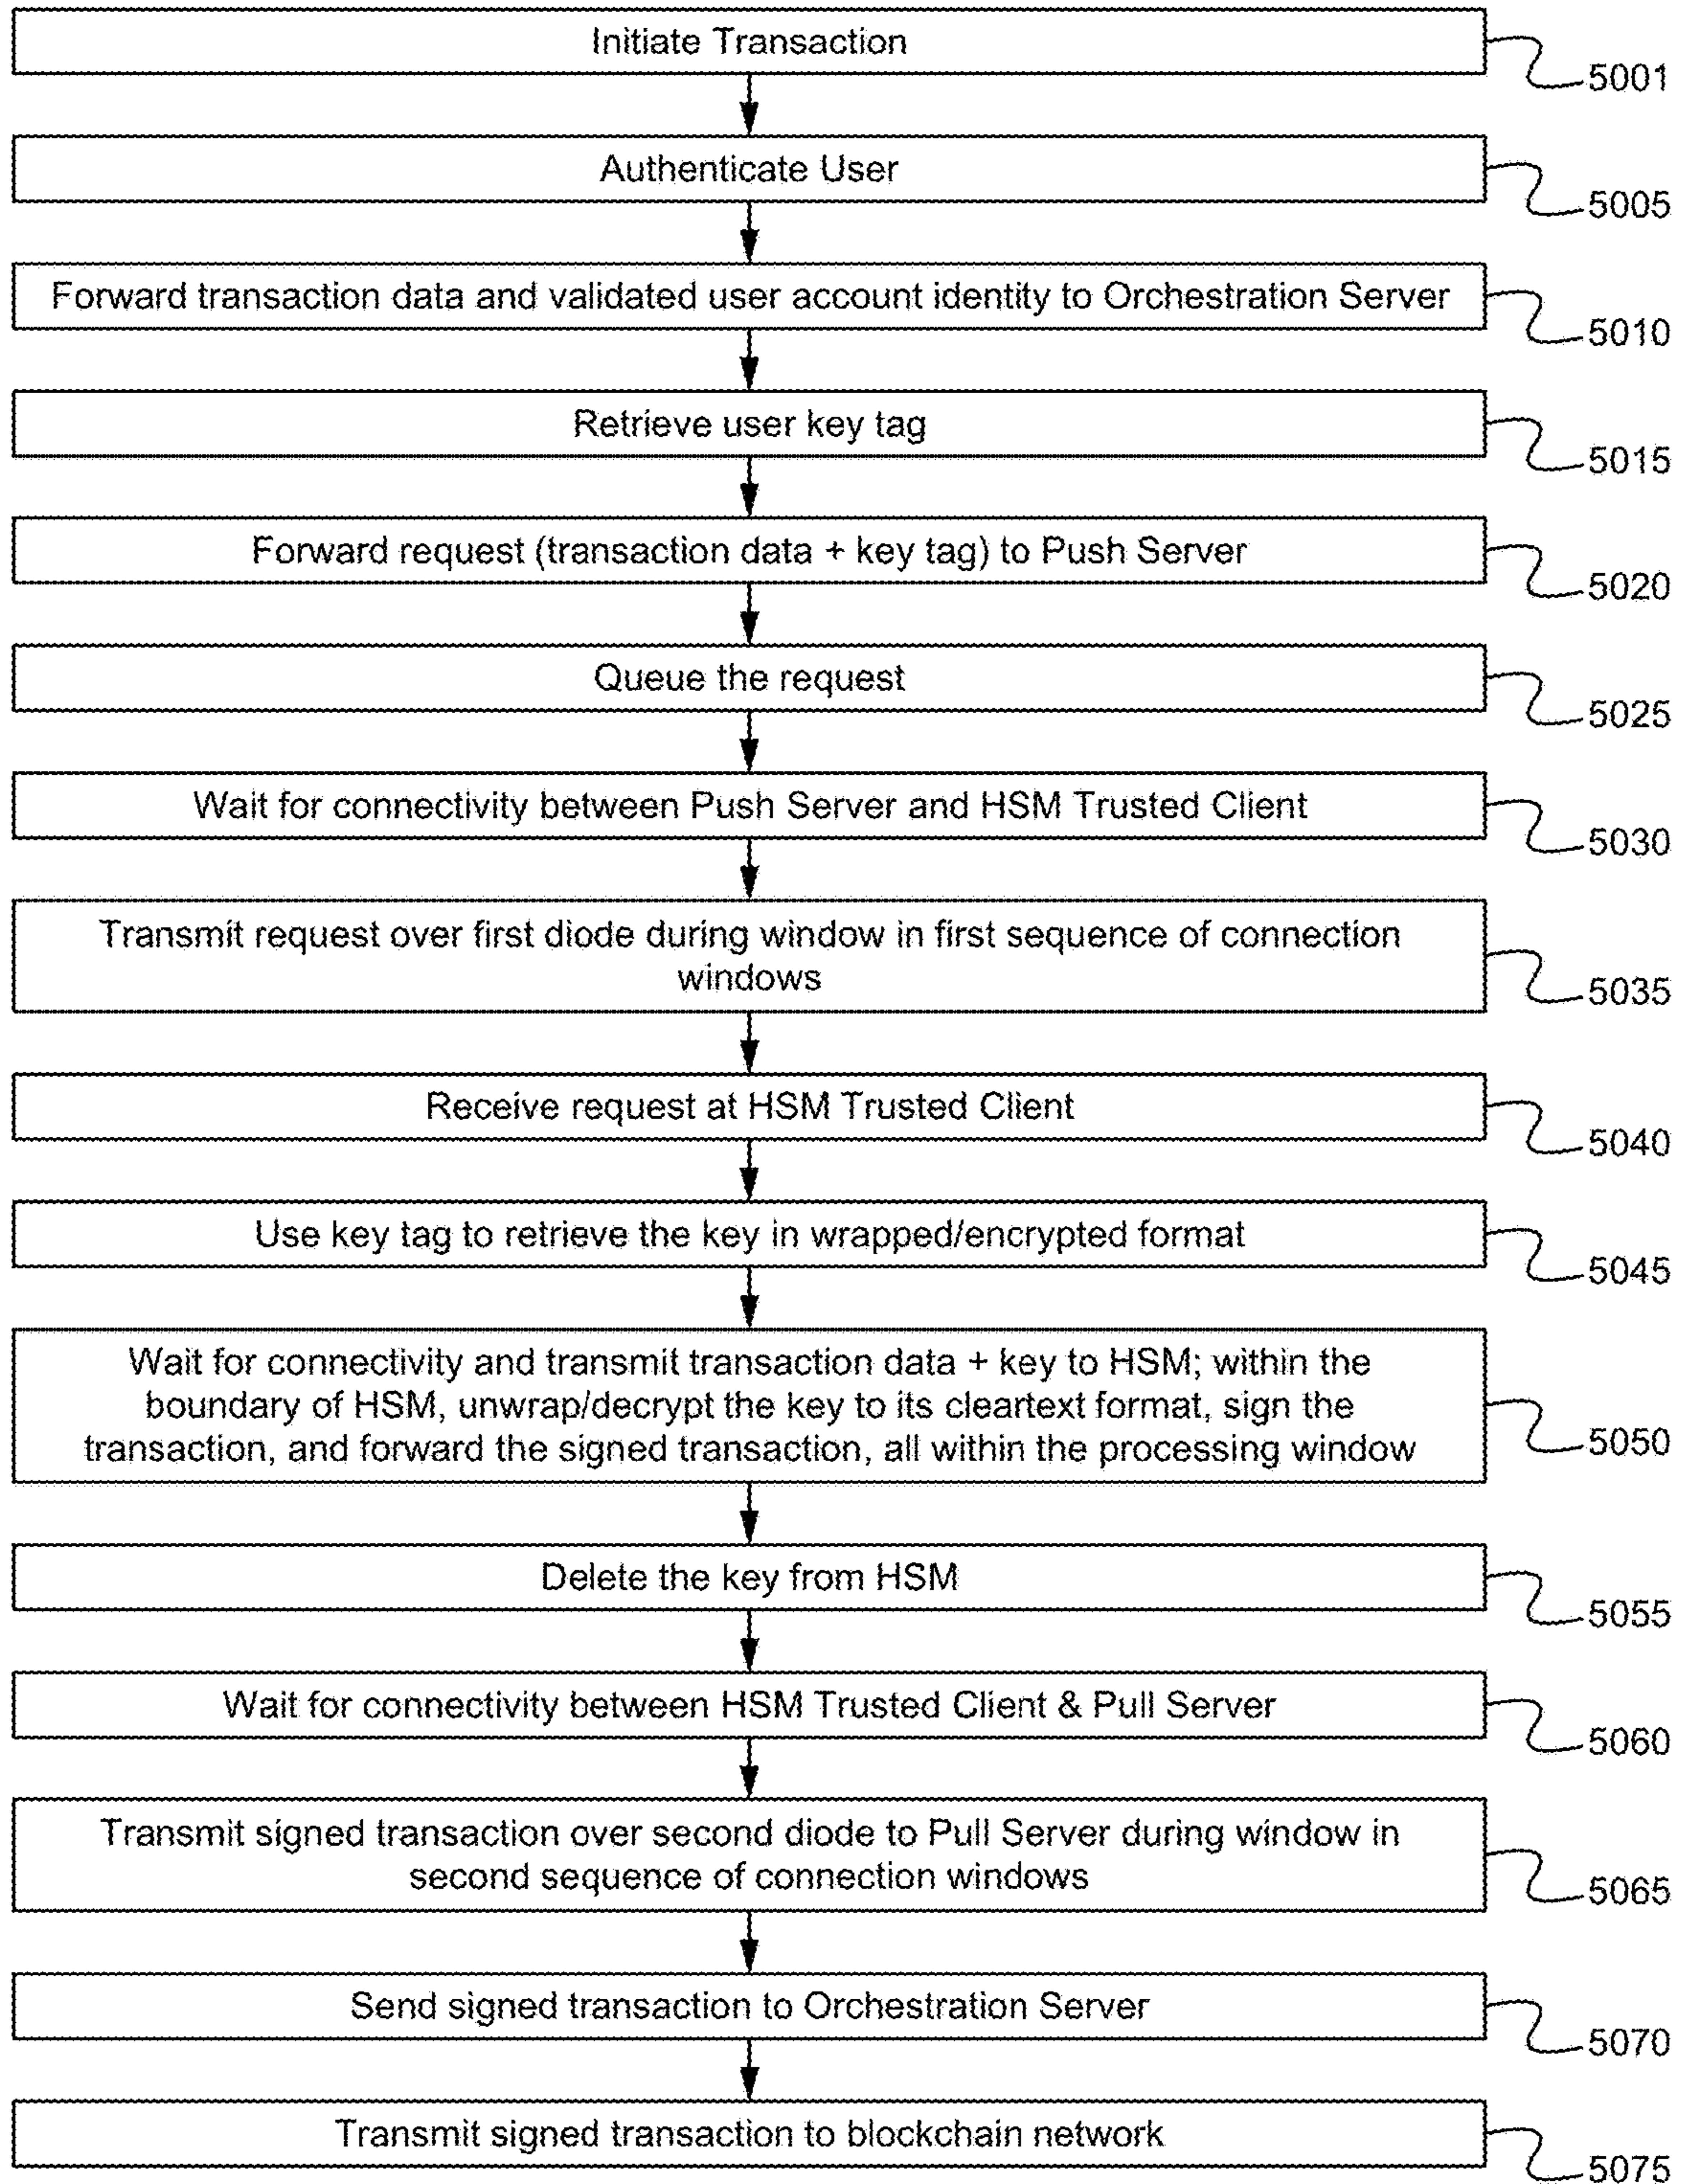 Initiate Transaction
5001
Authenticate User
5005
Forward transaction data and validated user account identity to Orchestration Server
5010
Retrieve user key tag
5015
Forward request (transaction data + key tag) to Push Server
5020
Queue the request
5025
Wait for connectivity between Push Server and HSM Trusted Client
5030
Transmit request over first diode during window in first sequence of connection
windows
5035
Receive request at HSM Trusted Client
5040
Use key tag to retrieve the key in wrapped/encrypted format
5045
Wait for connectivity and transmit transaction data + key to HSM; within the
boundary of HSM, unwrap/decrypt the key to its cleartext format, sign the
transaction, and forward the signed transaction, all within the processing window
5050
Delete the key from HSM
5055
Wait for connectivity between HSM Trusted Client & Pull Server
5060
Transmit signed transaction over second diode to Pull Server during window in
second sequence of connection windows
5065
Send signed transaction to Orchestration Server
5070
Transmit signed transaction to blockchain network
5075